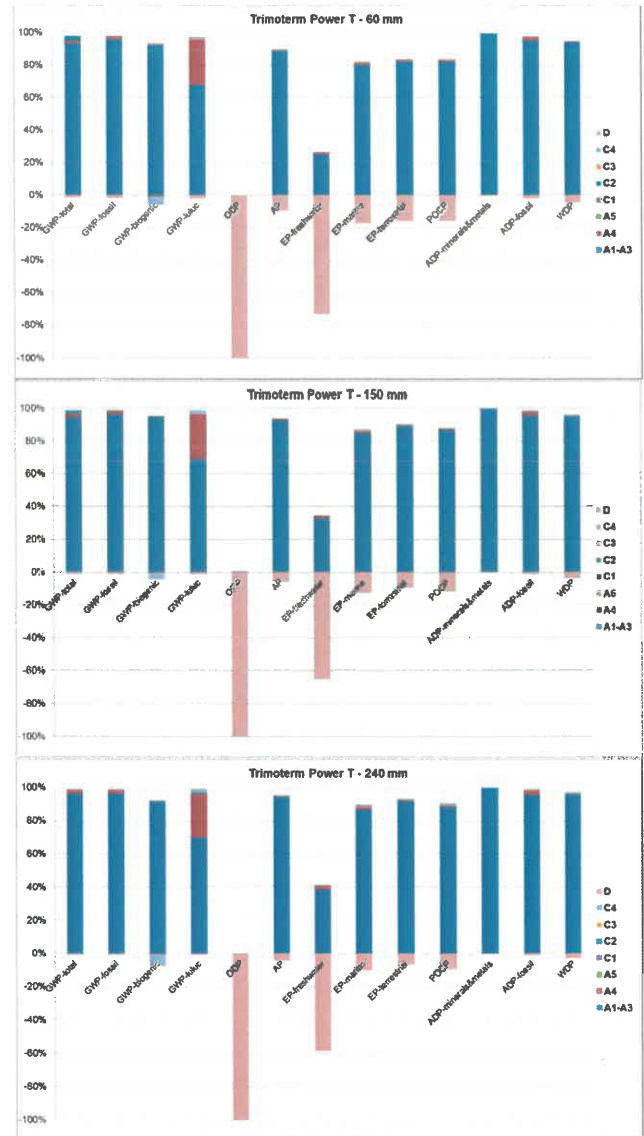 Trimoterm Power T - 60 mm
100%
80%
60%
40%
20%
0%
-20%
-40%
-60%
-80%
-100%
GWP-total
GWP-fossil
GWP-biogenic
GWP-luluc
ODP
AP
EP-freshwater
EP-marine
EP-terrestrial
POCP
ADP-minerals&metals
ADP-fossil
WDP
D
C4
C3
C2
C1
A5
A4
A1-A3
Trimoterm Power T - 150 mm
100%
80%
60%
40%
20%
0%
-20%
-40%
-60%
-80%
-100%
GWP-total
GWP-fossil
GWP-biogenic
GWP-luluc
ODP
AP
EP-freshwater
EP-marine
EP-terrestrial
POCP
ADP-minerals&metals
ADP-fossil
WDP
D
C4
C3
C2
C1
A5
A4
A1-A3
Trimoterm Power T - 240 mm
100%
80%
60%
40%
20%
0%
-20%
-40%
-60%
-80%
-100%
GWP-total
GWP-fossil
GWP-biogenic
GWP-luluc
ODP
AP
EP-freshwater
EP-marine
EP-terrestris
POCP
ADP-minerals&metals
ADP-fossil
WDP
D
C4
C3
C2
C1
A5
A4
A1-A3